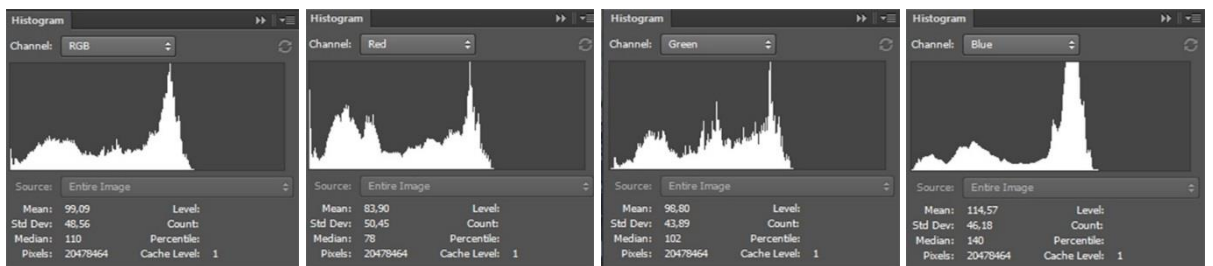 Histogram
Channel: RGB
Source: Entire Image
Mean: 99,09 Level:
Std Dev: 48,56 Count:
Median: 110 Percentile:
Pixels: 20478464 Cache Level: 1
Histogram
Channel: Red
Source: Entire Image
Mean: 83,90 Level:
Std Dev: 50,45 Count:
Median: 78 Percentile:
Pixels: 20478464 Cache Level: 1
Histogram
Channel: Green
Source: Entire Image
Mean: 98,80 Level:
Std Dev: 43,89 Count:
Median: 102 Percentile:
Pixels: 20478464 Cache Level: 1
Histogram
Channel: Blue
Source: Entire Image
Mean: 114,57 Level:
Std Dev: 46,18 Count:
Median: 140 Percentile:
Pixels: 20478464 Cache Level: 1